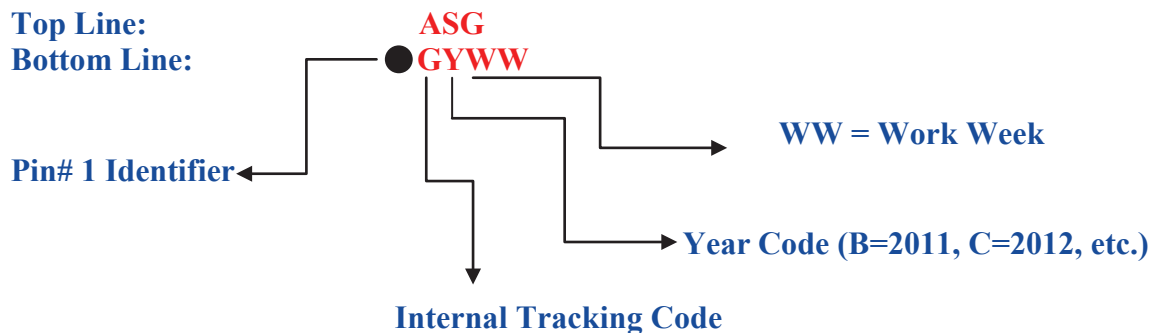 Top Line: ASG
Bottom Line: GYWW
WW = Work Week
Pin# 1 Identifier
Year Code (B=2011, C=2012, etc.)
Internal Tracking Code